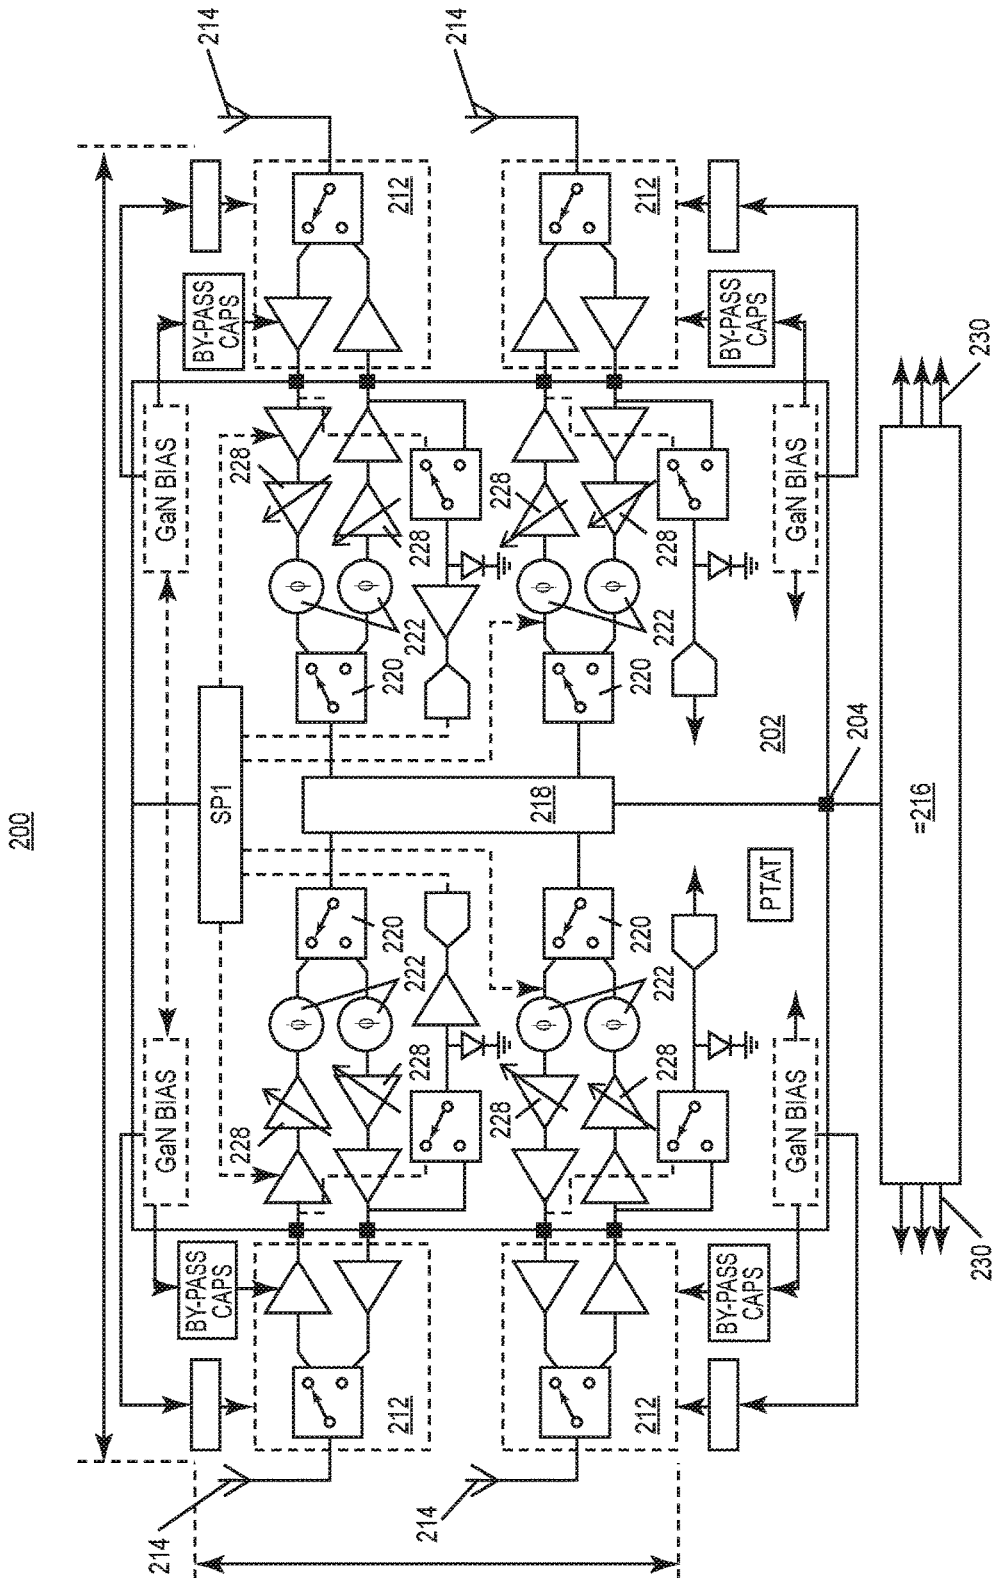 200
214
GaN BIAS
GaN BIAS
214
BY-PASS
CAPS
SP1
BY-PASS
CAPS
228
228
ϕ
ϕ
ϕ
ϕ
212
228
222
220
220
222
228
212
214
214
228
228
ϕ
218
ϕ
ϕ
ϕ
212
228
222
220
220
222
228
212
BY-PASS
CAPS
BY-PASS
CAPS
PTAT
202
GaN BIAS
GaN BIAS
204
=216
230
230